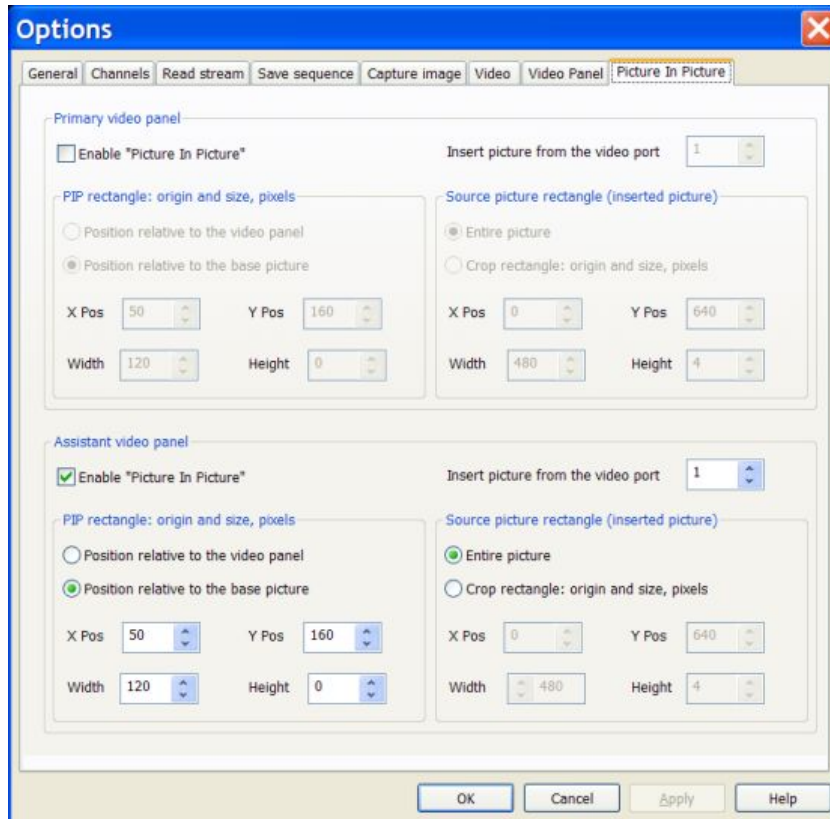 Options
General Channels Read stream Save sequence Capture image Video Video Panel Picture In Picture
Primary video panel
Enable "Picture In Picture" Insert picture from the video port 1
PIP rectangle: origin and size, pixels Source picture rectangle (inserted picture)
Position relative to the video panel Entire picture
Position relative to the base picture Crop rectangle: origin and size, pixels
X Pos 50 Y Pos 160 X Pos 0 Y Pos 640
Width 120 Height 0 Width 480 Height 4
Assistant video panel
Enable "Picture In Picture" Insert picture from the video port 1
PIP rectangle: origin and size, pixels Source picture rectangle (inserted picture)
Position relative to the video panel Entire picture
Position relative to the base picture Crop rectangle: origin and size, pixels
X Pos 50 Y Pos 160 X Pos 0 Y Pos 640
Width 120 Height 0 Width 480 Height 4
OK Cancel Apply Help